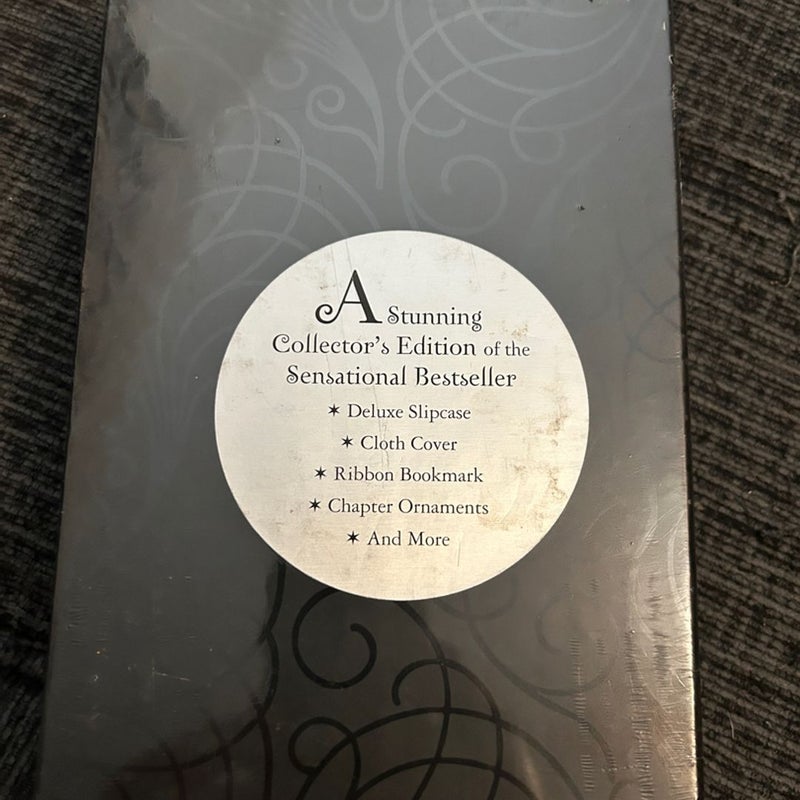 A Stunning
Collector's Edition of the
Sensational Bestseller
✶ Deluxe Slipcase
✶ Cloth Cover
✶ Ribbon Bookmark
✶ Chapter Ornaments
✶ And More